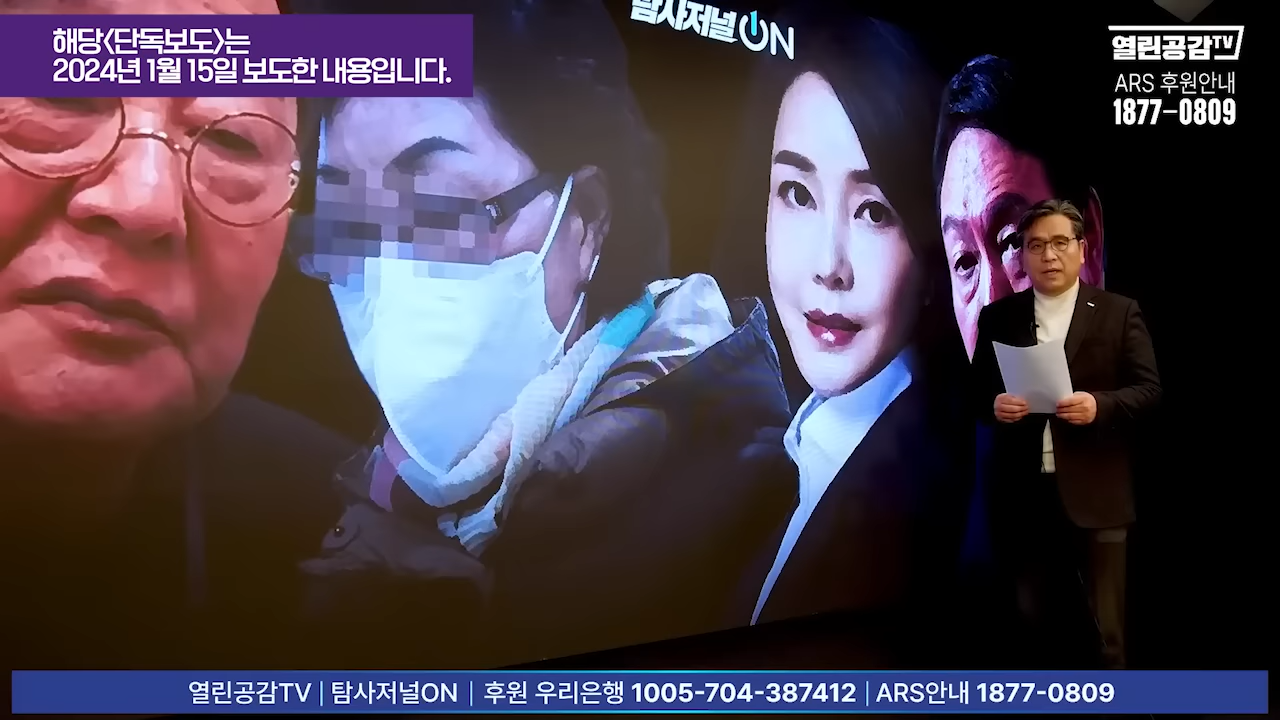 해당<단독보도>는
2024년 1월 15일 보도한 내용입니다.
탐사저널ON
열린공감TV
ARS 후원안내
1877-0809
열린공감TV | 탐사저널ON | 후원 우리은행 1005-704-387412 | ARS안내 1877-0809